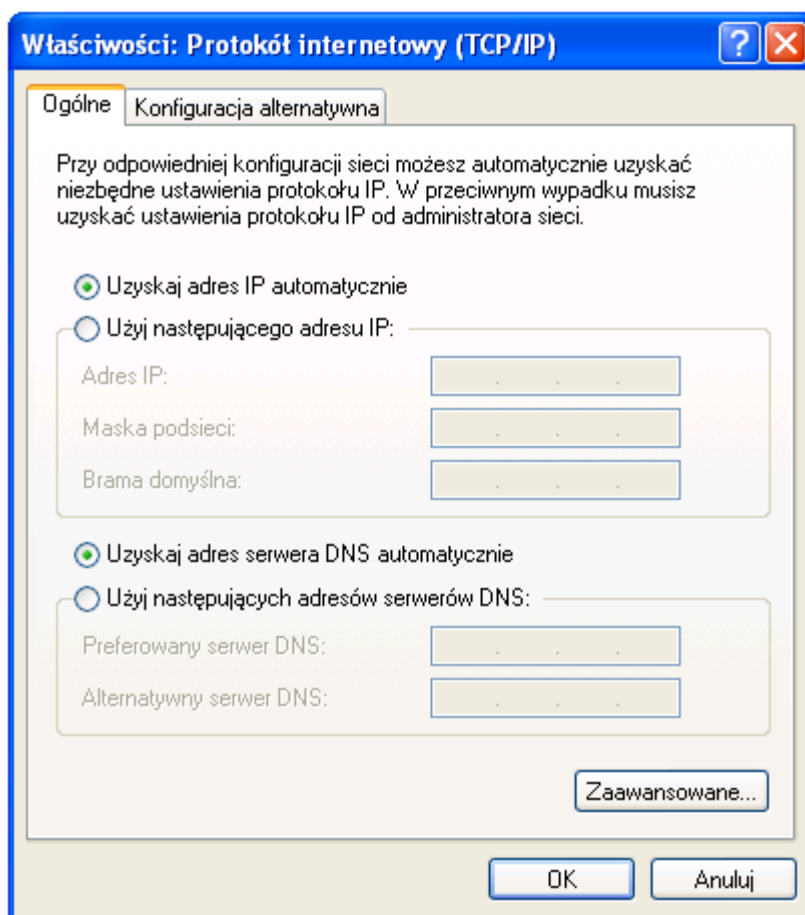 Właściwości: Protokół internetowy (TCP/IP)
Ogólne
Konfiguracja alternatywna
Przy odpowiedniej konfiguracji sieci możesz automatycznie uzyskać
niezbędne ustawienia protokołu IP. W przeciwnym wypadku musisz
uzyskać ustawienia protokołu IP od administratora sieci.
Uzyskaj adres IP automatycznie
Użyj następującego adresu IP:
Adres IP:
Maska podsieci:
Brama domyślna:
Uzyskaj adres serwera DNS automatycznie
Użyj następujących adresów serwerów DNS:
Preferowany serwer DNS:
Alternatywny serwer DNS:
Zaawansowane...
OK
Anuluj